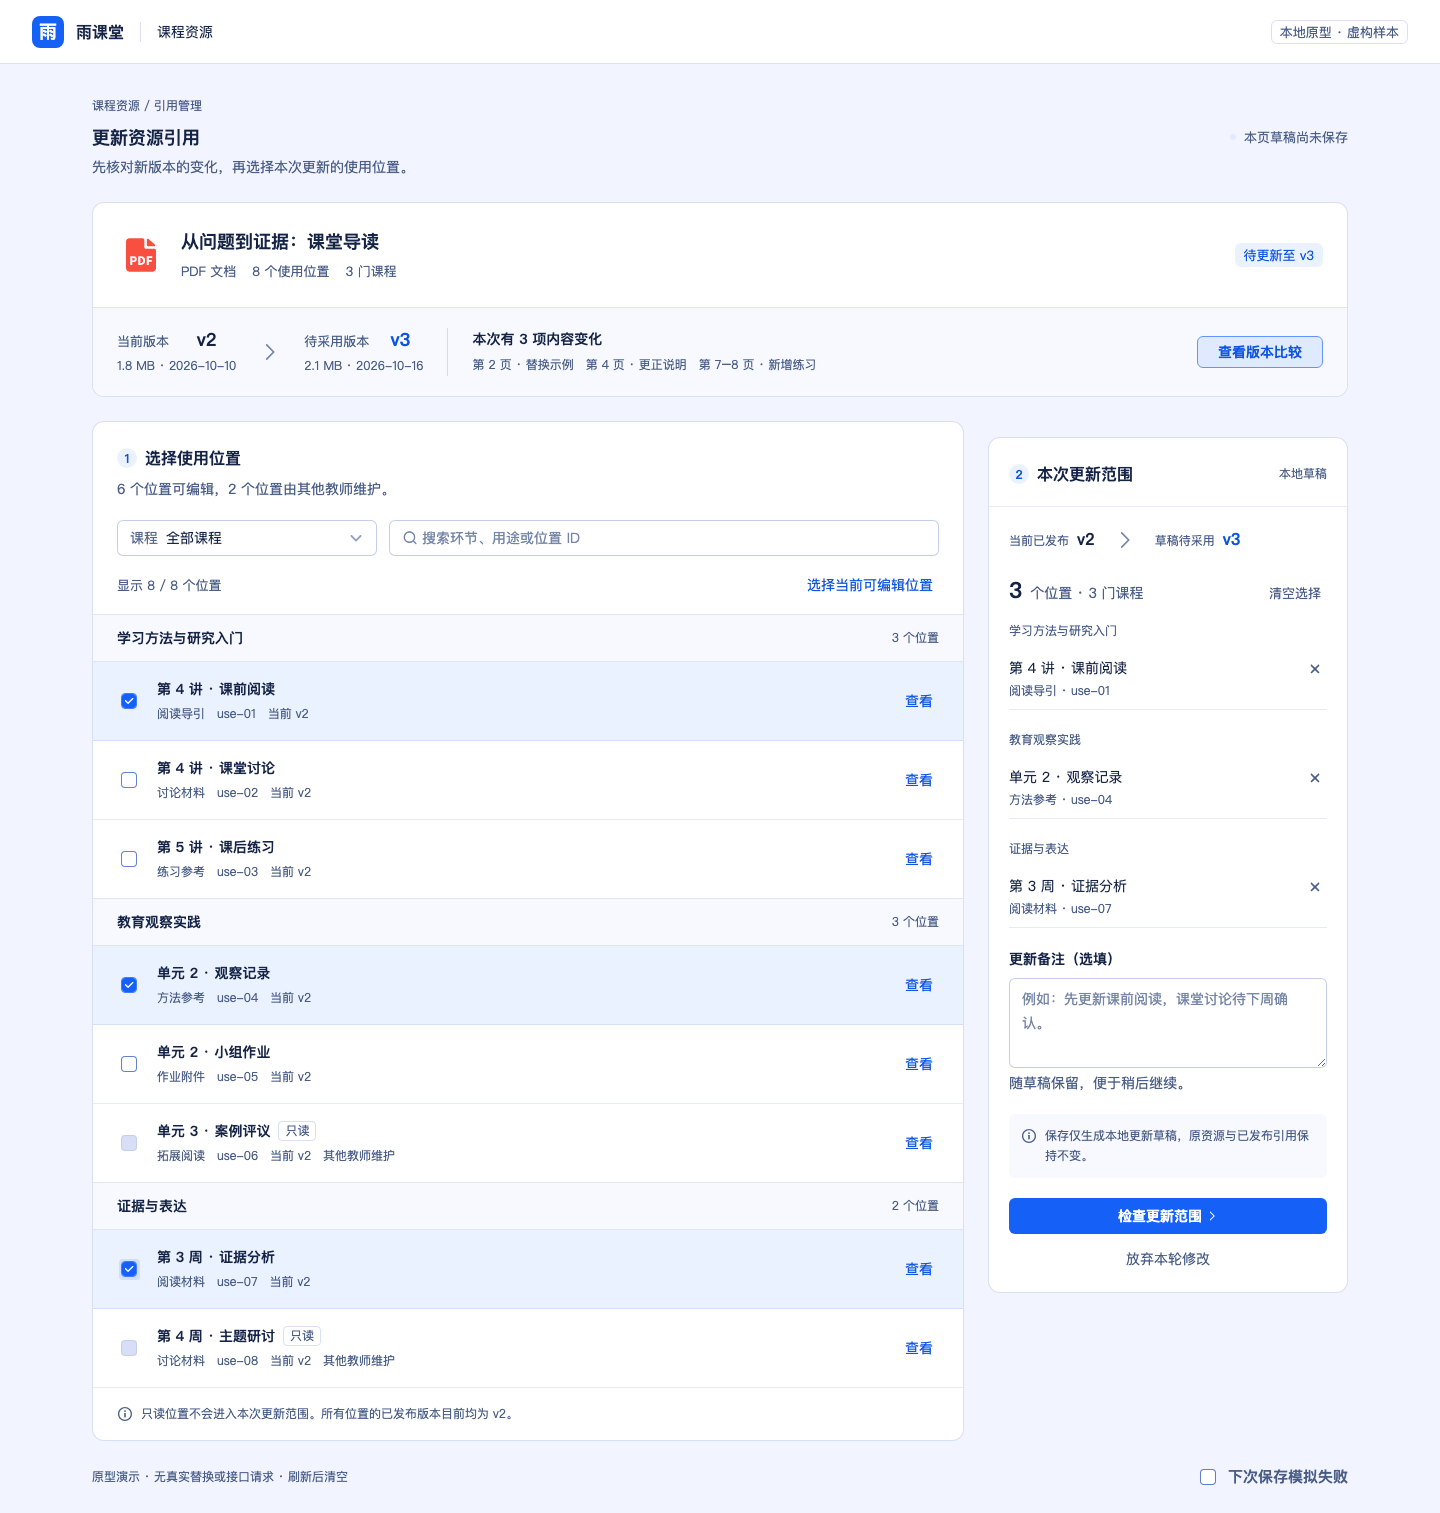 雨 雨课堂 课程资源 本地原型 · 虚构样本
课程资源 / 引用管理
更新资源引用
本页草稿尚未保存
先核对新版本的变化，再选择本次更新的使用位置。
PDF
从问题到证据：课堂导读
PDF 文档 8 个使用位置 3 门课程
待更新至 v3
当前版本 v2
1.8 MB · 2026-10-10
待采用版本 v3
2.1 MB · 2026-10-16
本次有 3 项内容变化
第 2 页 · 替换示例 第 4 页 · 更正说明 第 7—8 页 · 新增练习
查看版本比较
1 选择使用位置
6 个位置可编辑，2 个位置由其他教师维护。
课程 全部课程
搜索环节、用途或位置 ID
显示 8 / 8 个位置
选择当前可编辑位置
学习方法与研究入门 3 个位置
第 4 讲 · 课前阅读
阅读导引 use-01 当前 v2
查看
第 4 讲 · 课堂讨论
讨论材料 use-02 当前 v2
查看
第 5 讲 · 课后练习
练习参考 use-03 当前 v2
查看
教育观察实践 3 个位置
单元 2 · 观察记录
方法参考 use-04 当前 v2
查看
单元 2 · 小组作业
作业附件 use-05 当前 v2
查看
单元 3 · 案例评议 只读
拓展阅读 use-06 当前 v2 其他教师维护
查看
证据与表达 2 个位置
第 3 周 · 证据分析
阅读材料 use-07 当前 v2
查看
第 4 周 · 主题研讨 只读
讨论材料 use-08 当前 v2 其他教师维护
查看
只读位置不会进入本次更新范围。所有位置的已发布版本目前均为 v2。
2 本次更新范围 本地草稿
当前已发布 v2 草稿待采用 v3
3 个位置 · 3 门课程 清空选择
学习方法与研究入门
第 4 讲 · 课前阅读
阅读导引 · use-01
教育观察实践
单元 2 · 观察记录
方法参考 · use-04
证据与表达
第 3 周 · 证据分析
阅读材料 · use-07
更新备注（选填）
例如：先更新课前阅读，课堂讨论待下周确
认。
随草稿保留，便于稍后继续。
保存仅生成本地更新草稿，原资源与已发布引用保
持不变。
检查更新范围
放弃本轮修改
原型演示 · 无真实替换或接口请求 · 刷新后清空
下次保存模拟失败